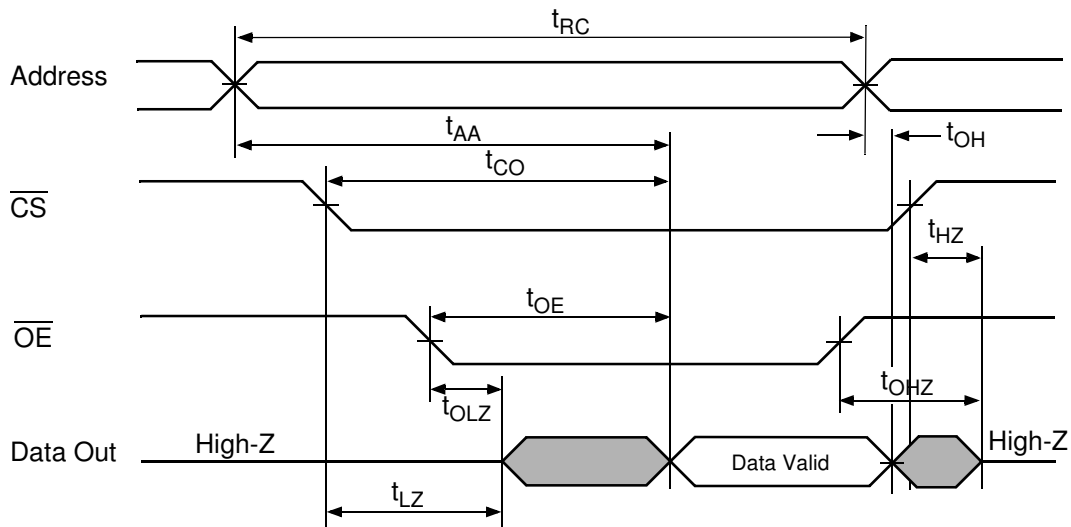 tRC
Address
tAA
tOH
tCO
CS
tHZ
tOE
OE
tOHZ
tOLZ
Data Out
High-Z
Data Valid
High-Z
tLZ